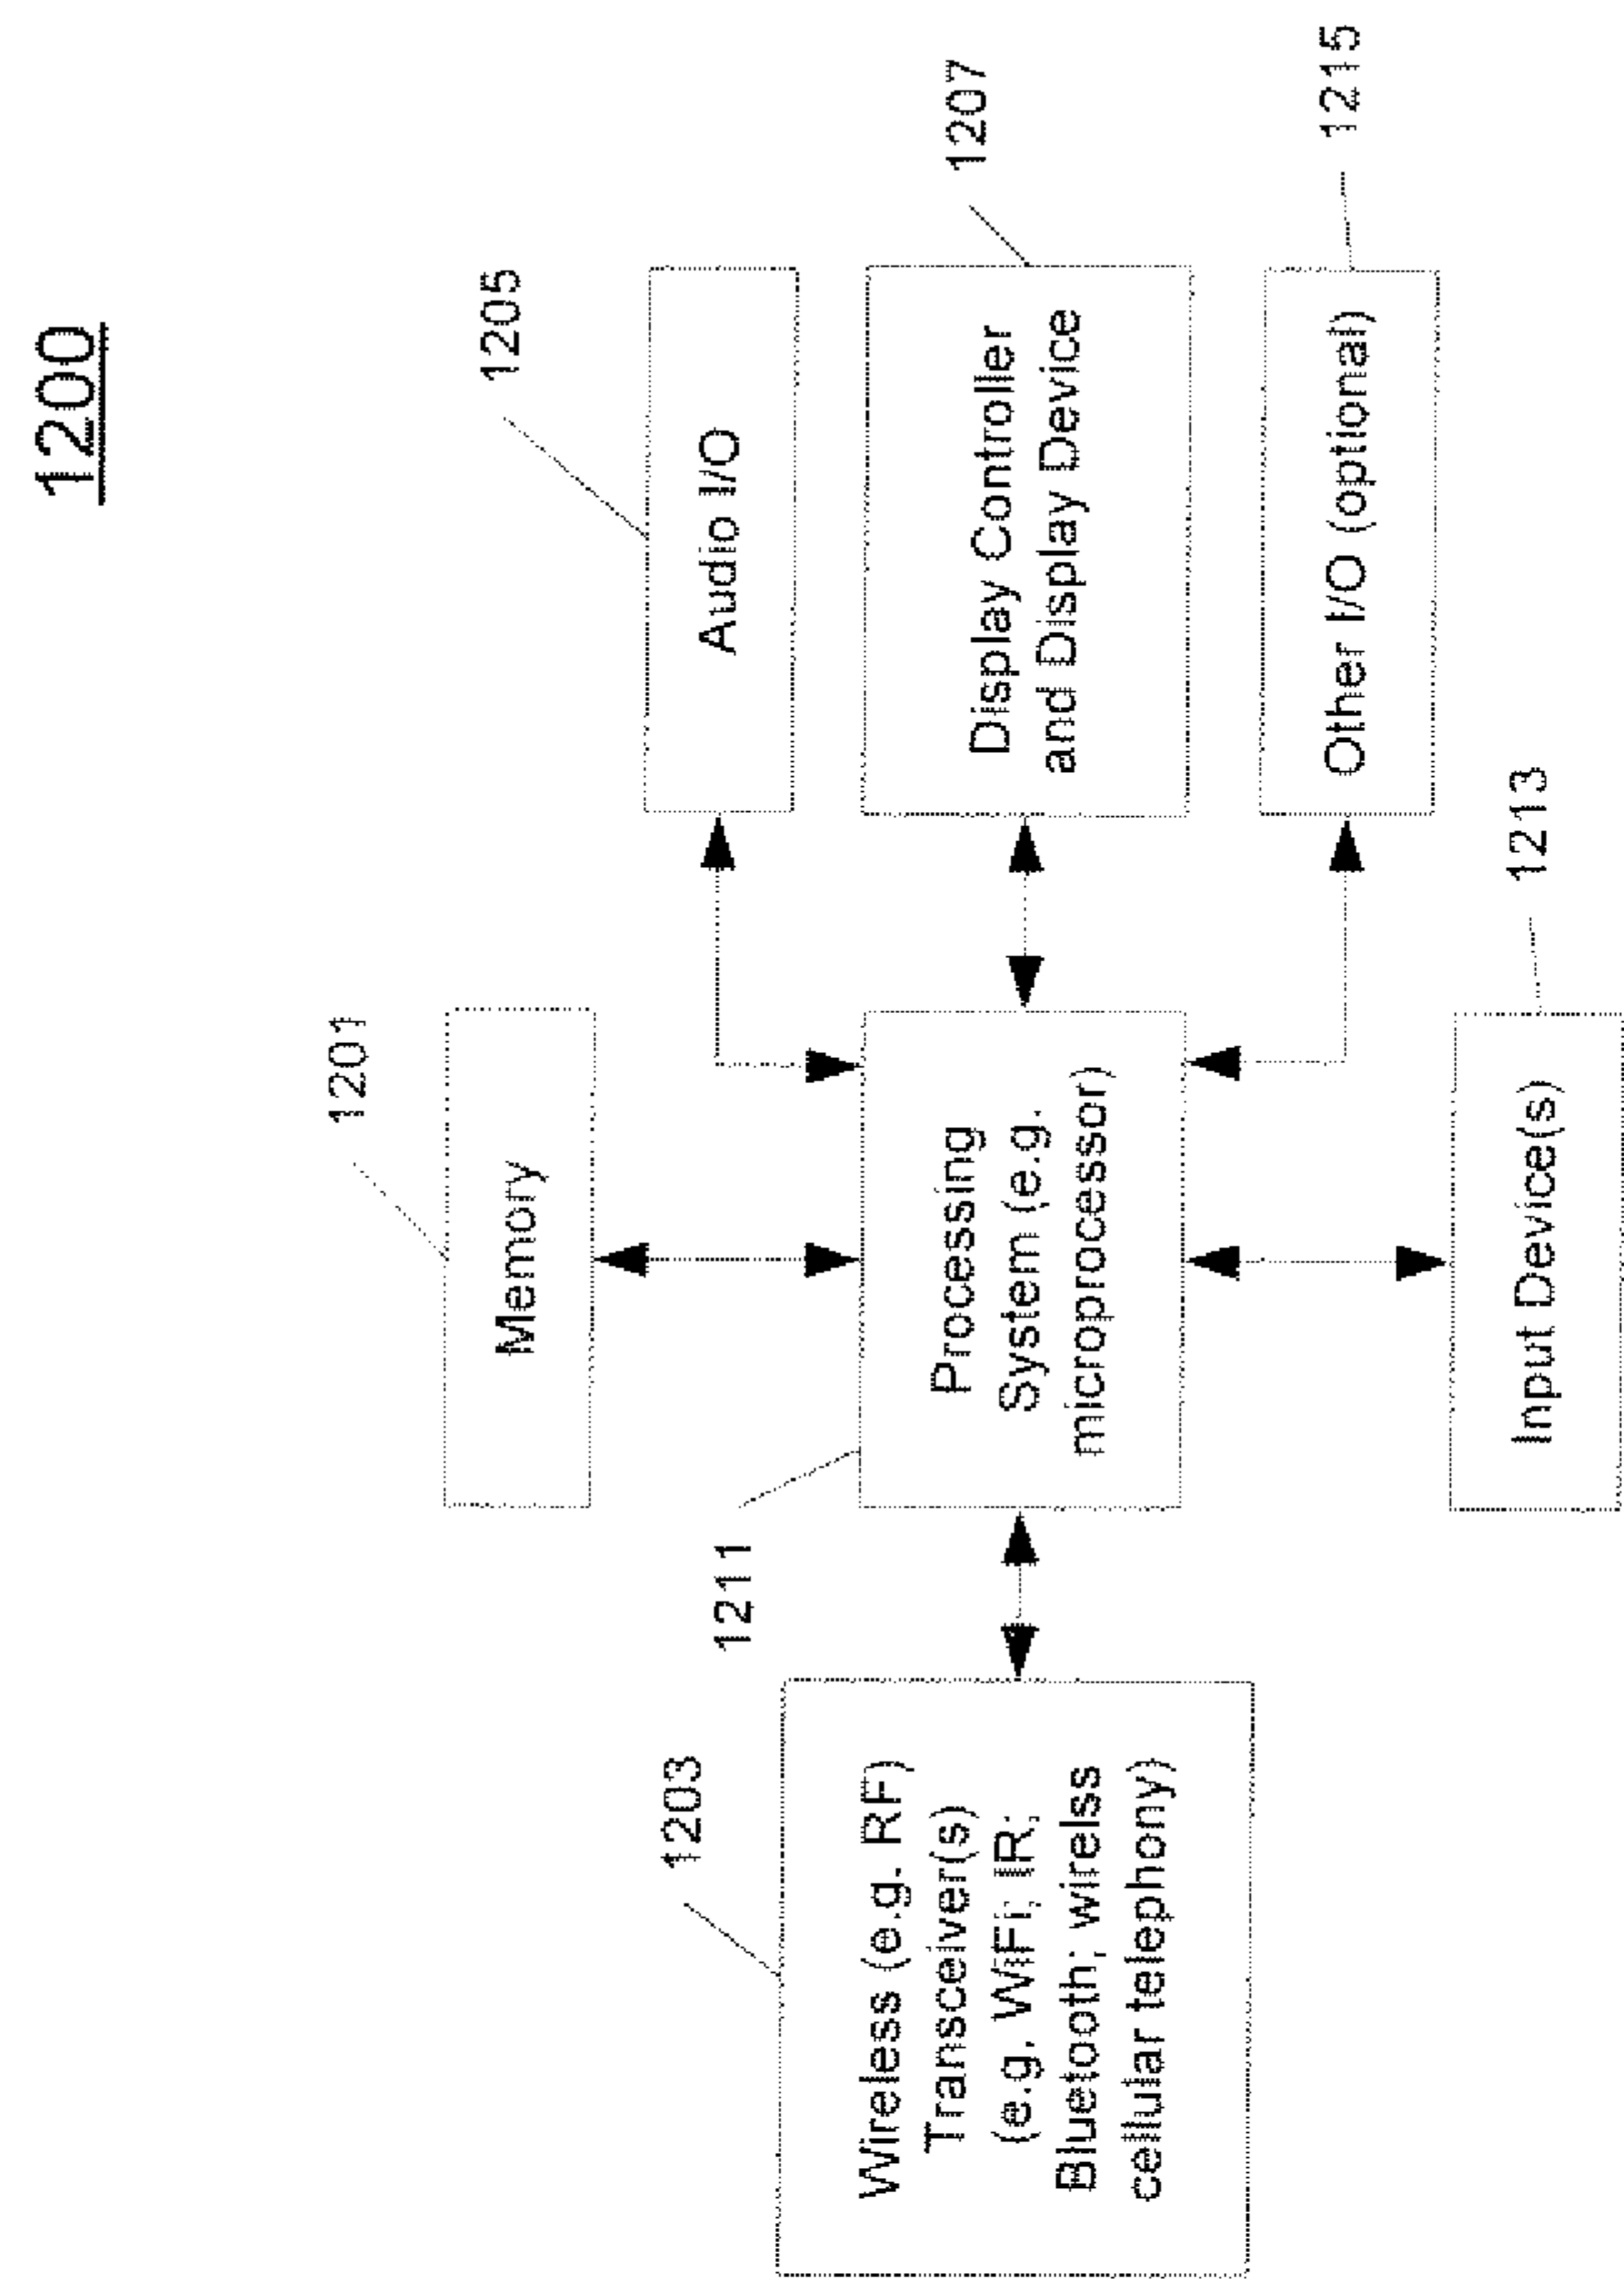 1200
1201
Memory
1205
Audio I/O
1203
Wireless (e.g. RF)
Transceiver(s)
(e.g. WiFi; IR;
Bluetooth; wirelss
cellular telephony)
1211
Processing
System (e.g.
microprocessor)
1207
Display Controller
and Display Device
1213
Input Device(s)
1215
Other I/O (optional)